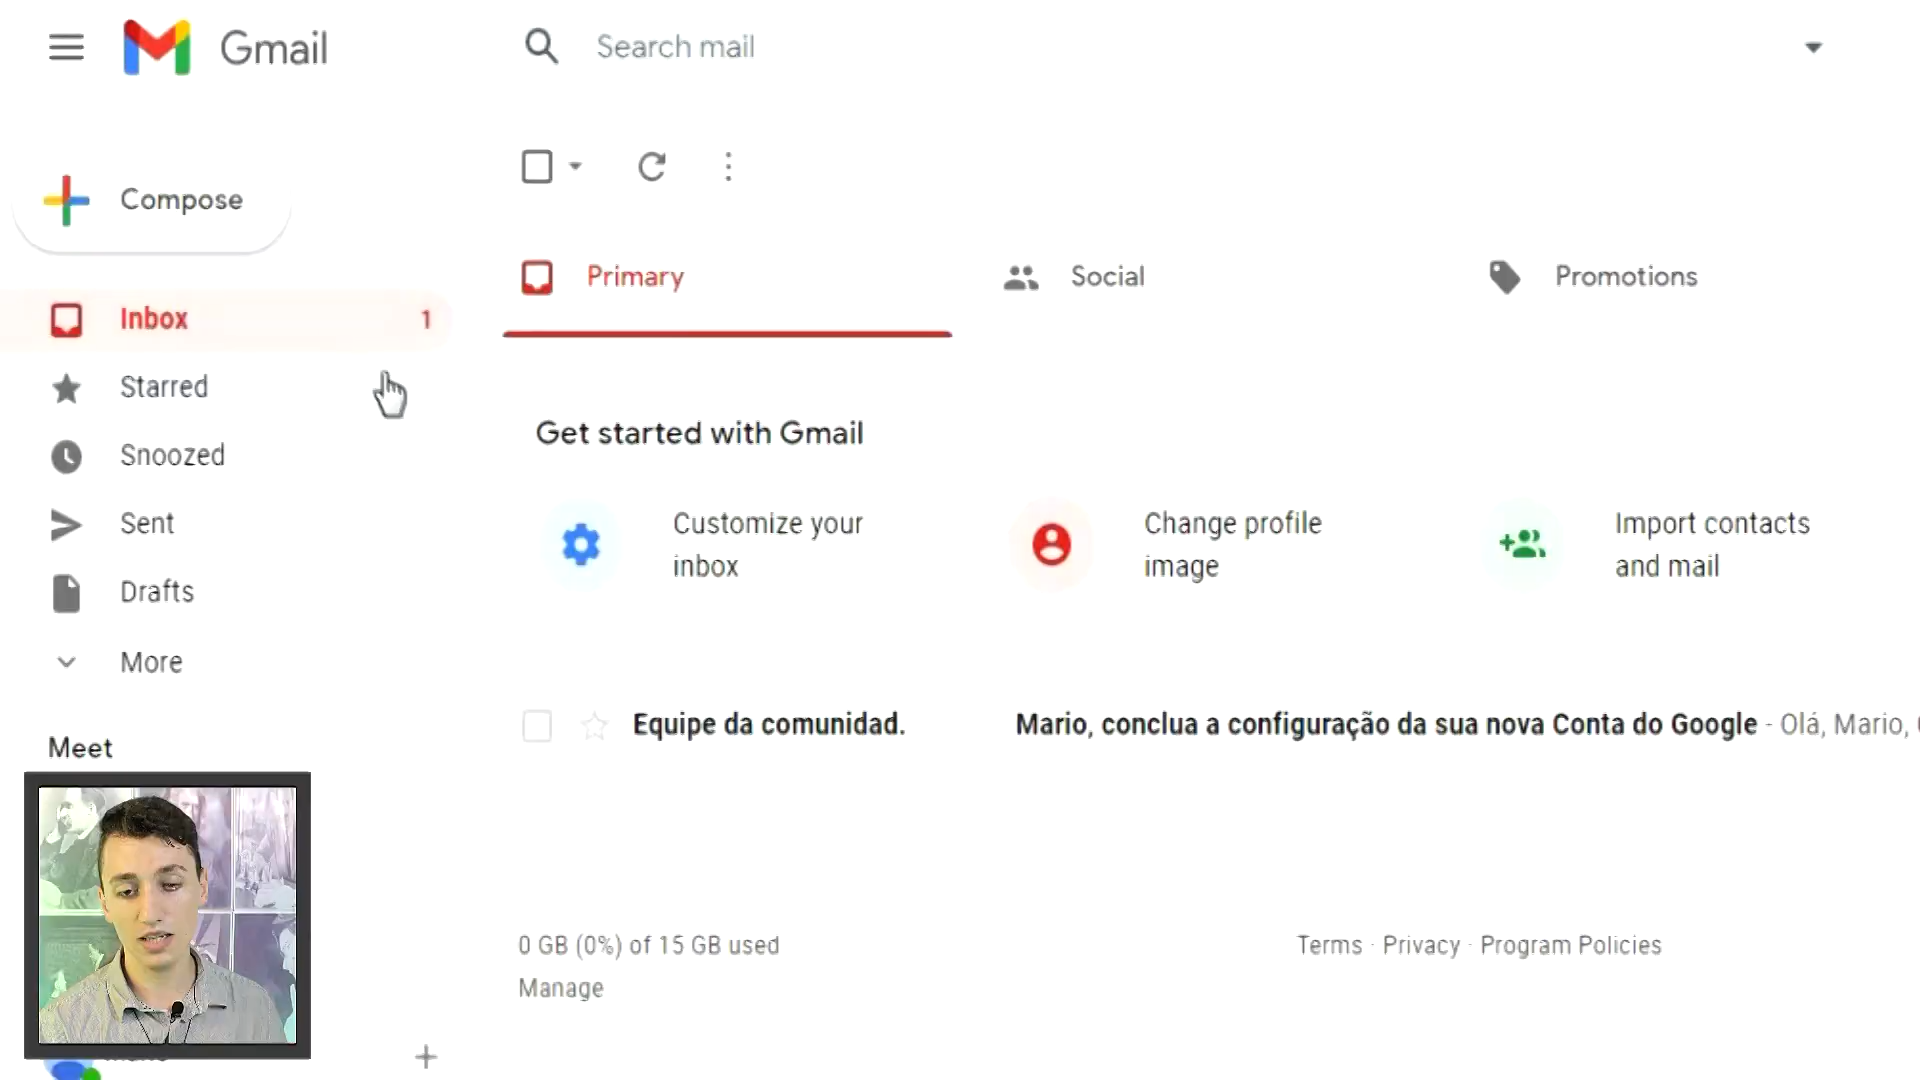 Gmail
Search mail
Compose
Primary
Social
Promotions
Inbox 1
Starred
Snoozed
Sent
Drafts
More
Meet
Get started with Gmail
Customize your
inbox
Change profile
image
Import contacts
and mail
Equipe da comunidad. Mario, conclua a configuração da sua nova Conta do Google - Olá, Mario,
0 GB (0%) of 15 GB used
Manage
Terms · Privacy · Program Policies